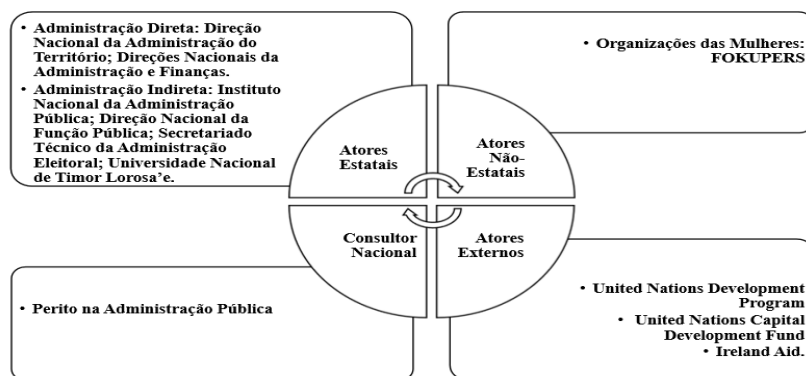 • Administração Direta: Direção
Nacional da Administração do
Território; Direções Nacionais da
Administração e Finanças.
• Administração Indireta: Instituto
Nacional da Administração
Pública; Direção Nacional da
Função Pública; Secretariado
Técnico da Administração
Eleitoral; Universidade Nacional
de Timor Lorosa’e.
• Organizações das Mulheres:
FOKUPERS
Atores
Estatais
Atores
Não-
Estatais
Consultor
Nacional
Atores
Externos
• Perito na Administração Pública
• United Nations Development
Program
• United Nations Capital
Development Fund
• Ireland Aid.